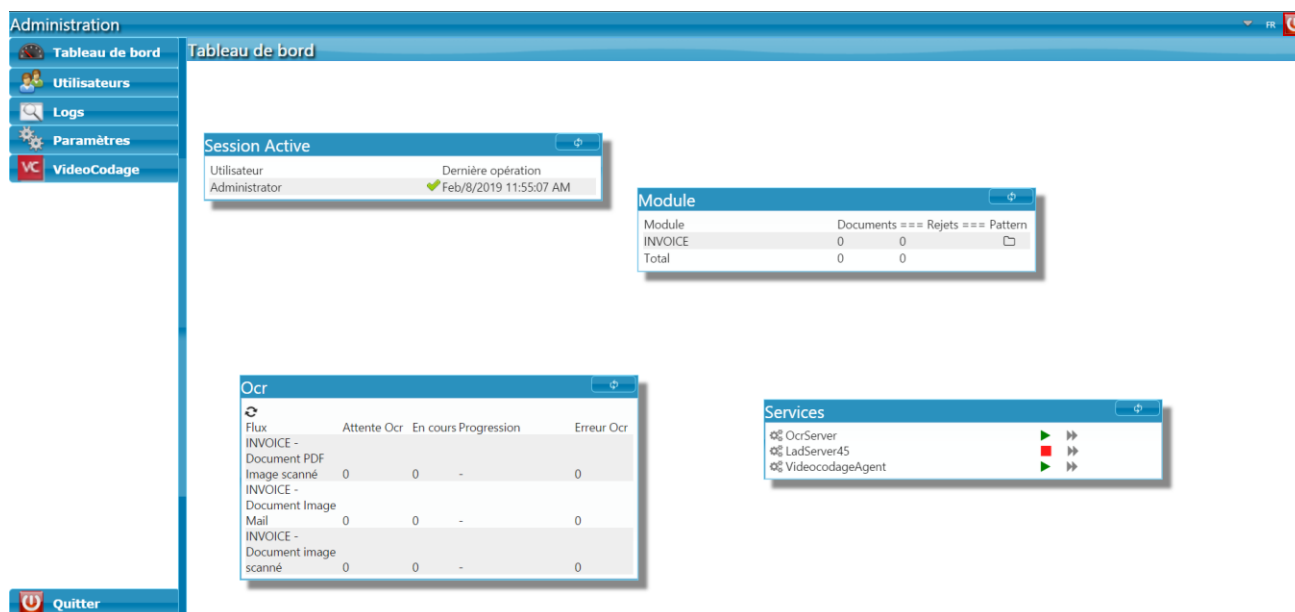 Administration
FR
Tableau de bord
Utilisateurs
Logs
Paramètres
VC VideoCodage
Quitter
Tableau de bord
Session Active
Utilisateur Dernière opération
Administrator Feb/8/2019 11:55:07 AM
Module
Module Documents === Rejets === Pattern
INVOICE 0 0
Total 0 0
Ocr
Flux Attente Ocr En cours Progression Erreur Ocr
INVOICE -
Document PDF
Image scanné 0 0 - 0
INVOICE -
Document Image
Mail 0 0 - 0
INVOICE -
Document image
scanné 0 0 - 0
Services
OcrServer
LadServer45
VideocodageAgent